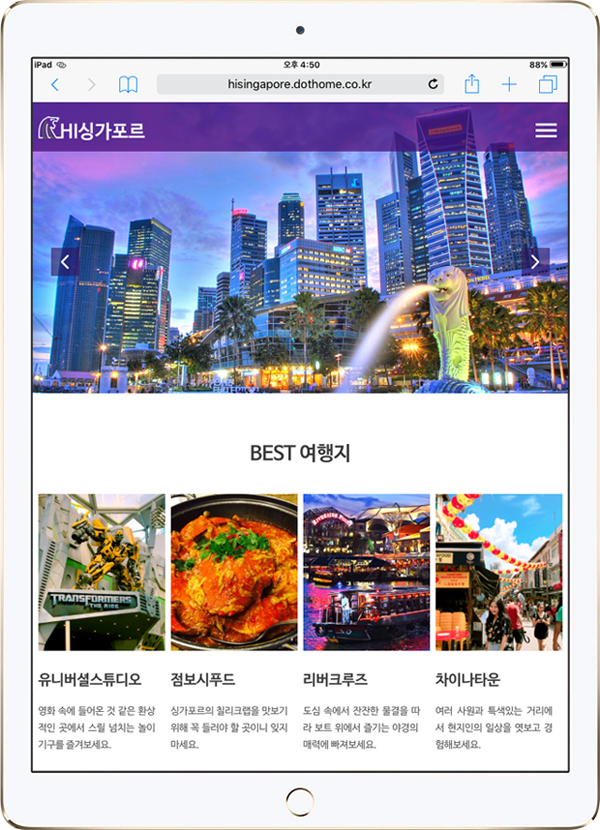 iPad
오후 4:50
88%
hisingapore.dothome.co.kr
HI싱가포르
BEST 여행지
TRANSFORMERS
THE RIDE
유니버셜스튜디오
점보시푸드
리버크루즈
차이나타운
영화 속에 들어온 것 같은 환상
적인 곳에서 스릴 넘치는 놀이
기구를 즐겨보세요.
싱가포르의 칠리크랩을 맛보기
위해 꼭 들러야 할 곳이니 잊지
마세요.
도심 속에서 잔잔한 물결을 따
라 보트 위에서 즐기는 야경의
매력에 빠져보세요.
여러 사원과 특색있는 거리에
서 현지인의 일상을 엿보고 경
험해보세요.